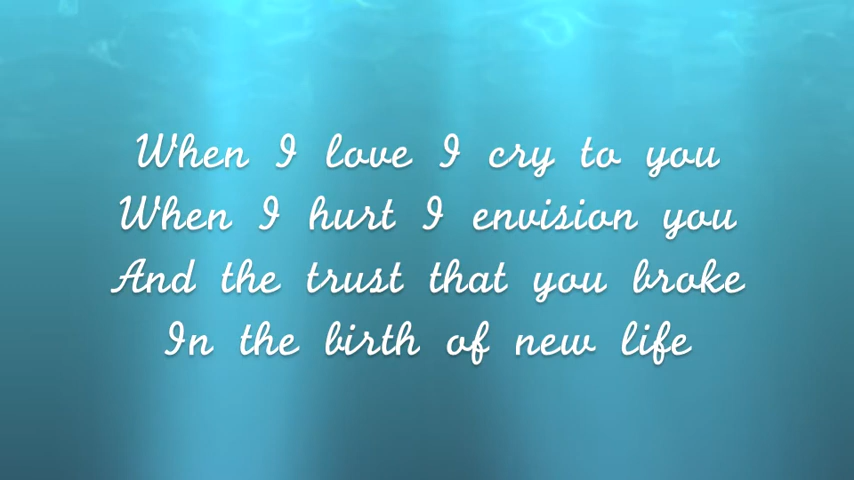 When I love I cry to you
When I hurt I envision you
And the trust that you broke
In the birth of new life